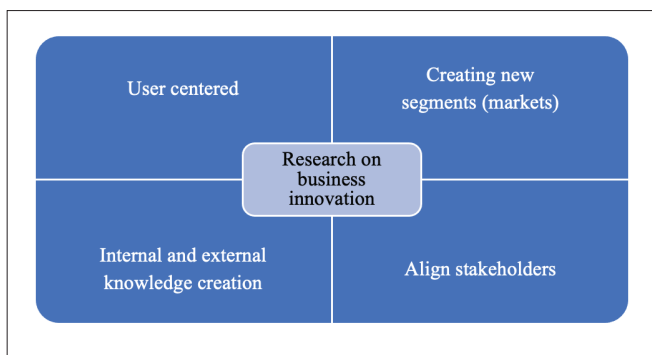 User centered
Creating new
segments (markets)
Research on
business
innovation
Internal and external
knowledge creation
Align stakeholders